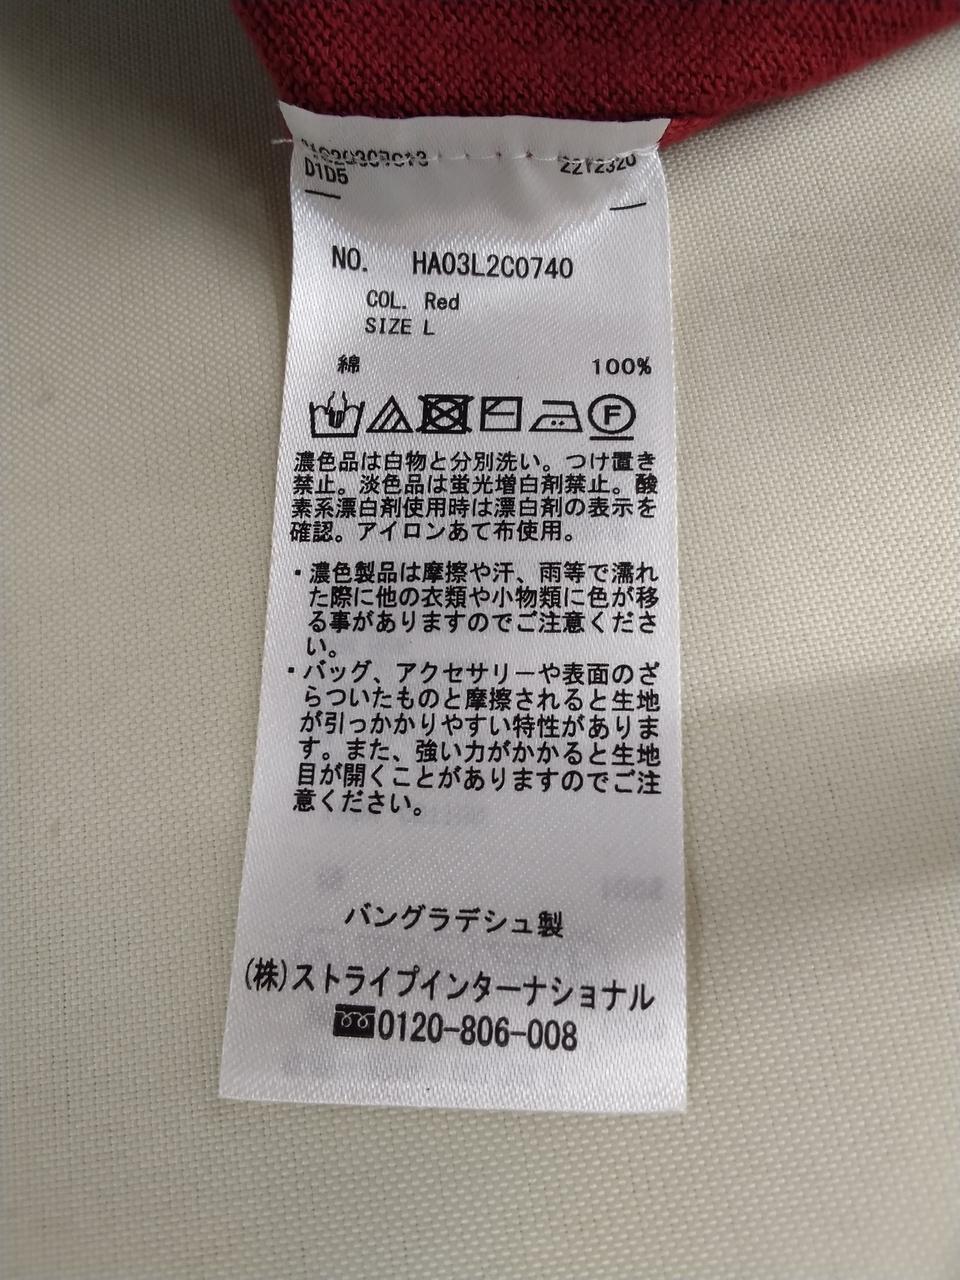 D1D5
2212320
NO. HA03L2C0740
COL. Red
SIZE L
綿 100%
F
濃色品は白物と分別洗い。つけ置き
禁止。淡色品は蛍光増白剤禁止。酸
素系漂白剤使用時は漂白剤の表示を
確認。アイロンあて布使用。
・濃色製品は摩擦や汗、雨等で濡れ
た際に他の衣類や小物類に色が移
る事がありますのでご注意くださ
い。
・バッグ、アクセサリーや表面のざ
らついたものと摩擦されると生地
が引っかかりやすい特性がありま
す。また、強い力がかかると生地
目が開くことがありますのでご注
意ください。
バングラデシュ製
(株)ストライプインターナショナル
0120-806-008